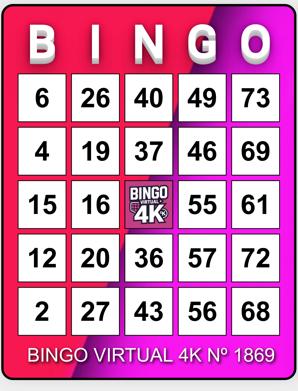 BINGO
6 26 40 49 73
4 19 37 46 69
15 16 BINGO VIRTUAL 4K 55 61
12 20 36 57 72
2 27 43 56 68
BINGO VIRTUAL 4K Nº 1869